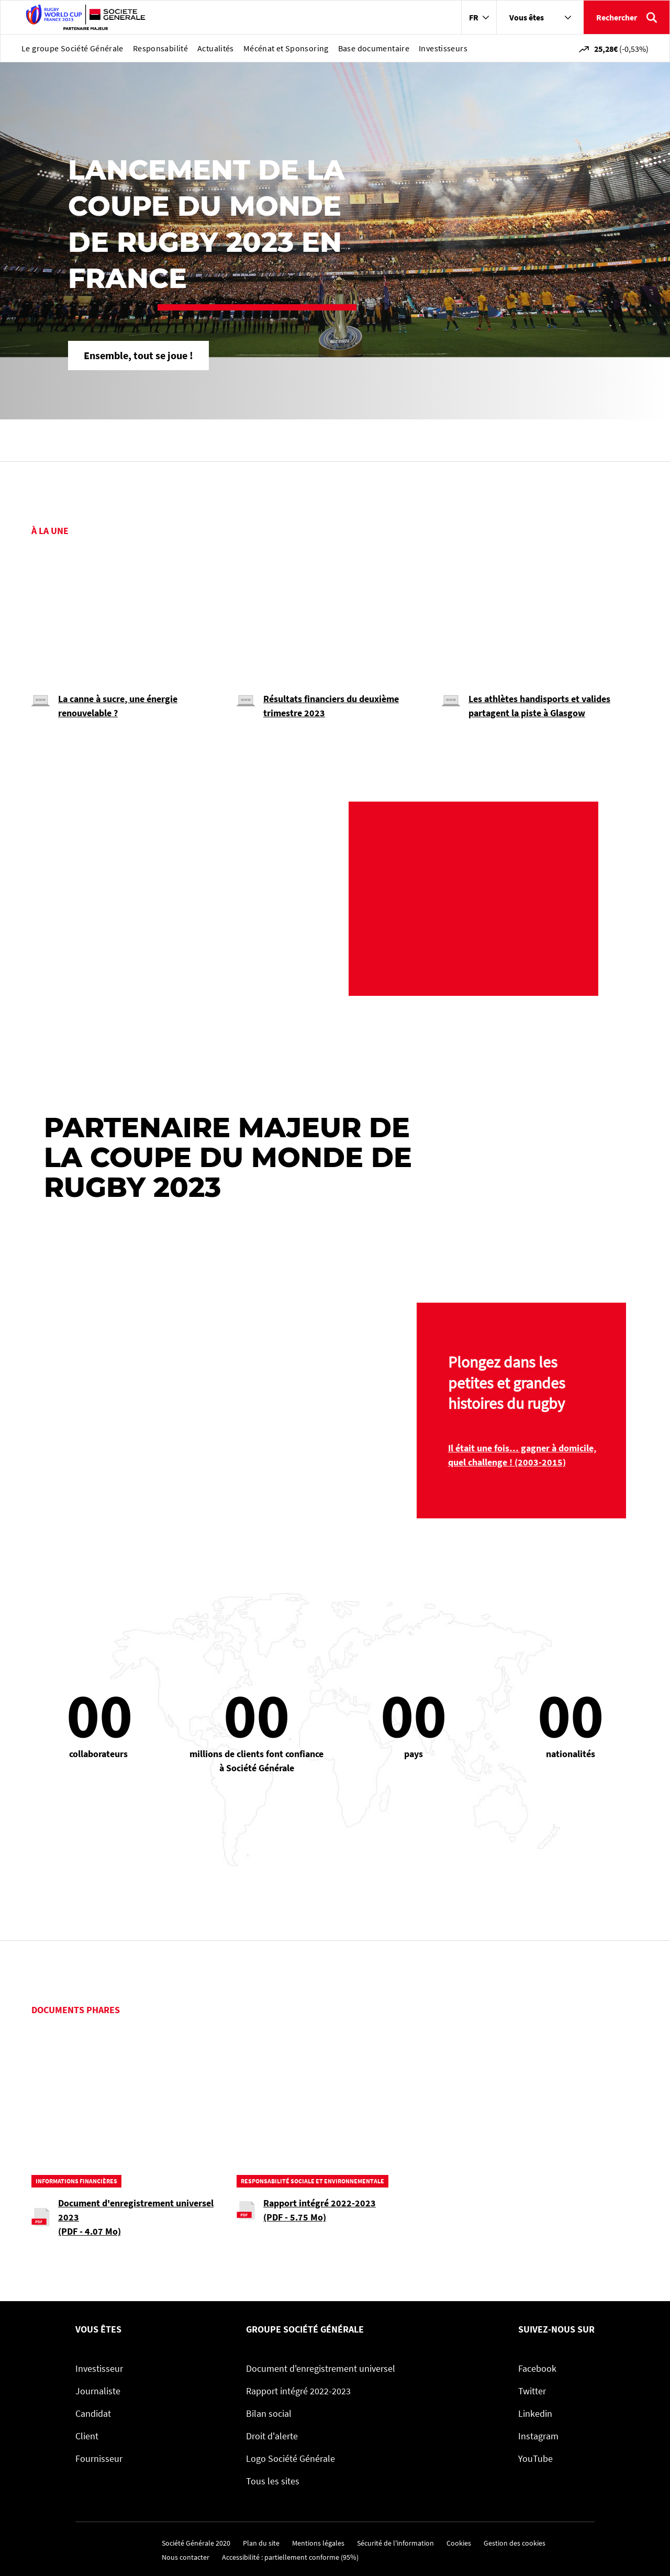 RUGBY
WORLD CUP
FRANCE 2023
SOCIETE
GENERALE
PARTENAIRE MAJEUR
FR
Vous êtes
Rechercher
Le groupe Société Générale
Responsabilité
Actualités
Mécénat et Sponsoring
Base documentaire
Investisseurs
25,28€ (-0,53%)
LANCEMENT DE LA
COUPE DU MONDE
DE RUGBY 2023 EN
FRANCE
Ensemble, tout se joue !
À LA UNE
La canne à sucre, une énergie
renouvelable ?
Résultats financiers du deuxième
trimestre 2023
Les athlètes handisports et valides
partagent la piste à Glasgow
PARTENAIRE MAJEUR DE
LA COUPE DU MONDE DE
RUGBY 2023
Plongez dans les
petites et grandes
histoires du rugby
Il était une fois… gagner à domicile,
quel challenge ! (2003-2015)
00
collaborateurs
00
millions de clients font confiance
à Société Générale
00
pays
00
nationalités
DOCUMENTS PHARES
INFORMATIONS FINANCIÈRES
PDF
Document d'enregistrement universel
2023
(PDF - 4.07 Mo)
RESPONSABILITÉ SOCIALE ET ENVIRONNEMENTALE
PDF
Rapport intégré 2022-2023
(PDF - 5.75 Mo)
VOUS ÊTES
Investisseur
Journaliste
Candidat
Client
Fournisseur
GROUPE SOCIÉTÉ GÉNÉRALE
Document d'enregistrement universel
Rapport intégré 2022-2023
Bilan social
Droit d'alerte
Logo Société Générale
Tous les sites
SUIVEZ-NOUS SUR
Facebook
Twitter
Linkedin
Instagram
YouTube
Société Générale 2020
Plan du site
Mentions légales
Sécurité de l'information
Cookies
Gestion des cookies
Nous contacter
Accessibilité : partiellement conforme (95%)